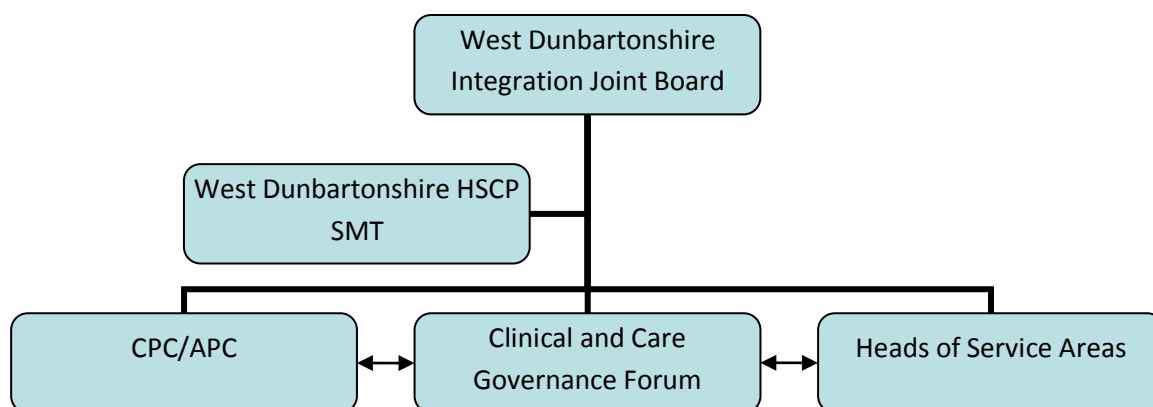 West Dunbartonshire
Integration Joint Board
West Dunbartonshire HSCP
SMT
CPC/APC
Clinical and Care
Governance Forum
Heads of Service Areas